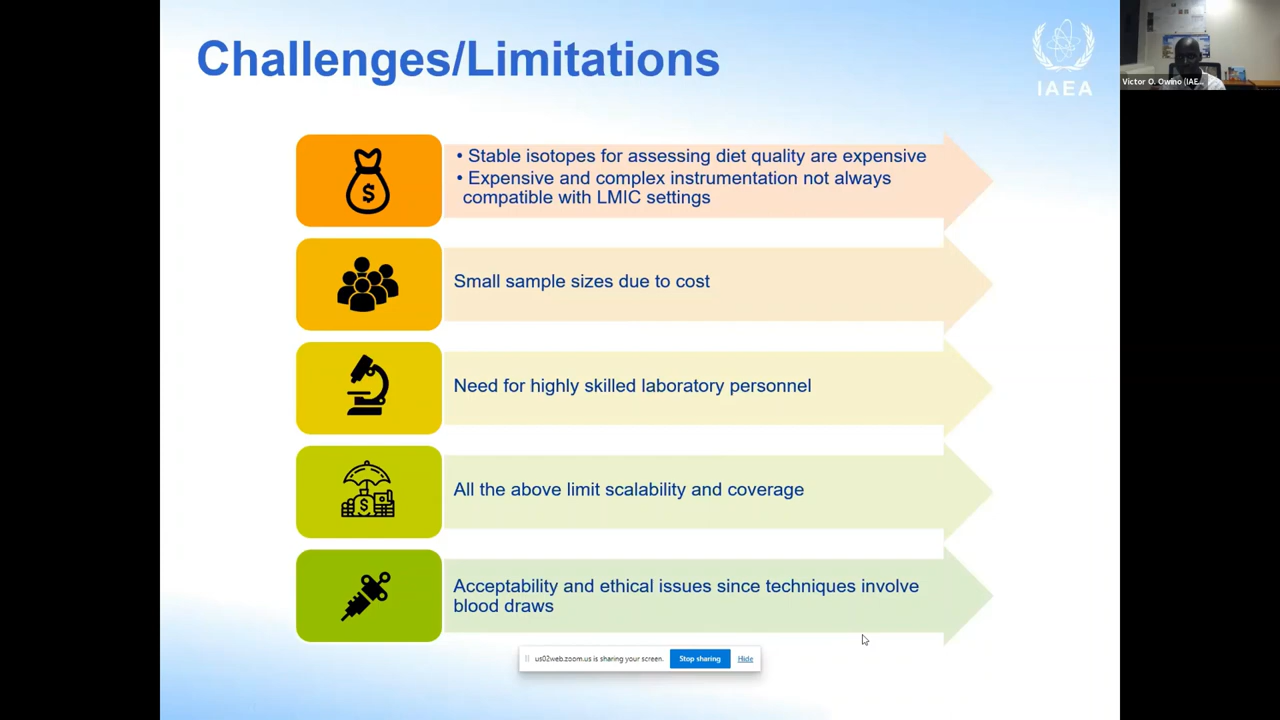 Challenges/Limitations
IAEA
Victor O. Owino (IAE...
• Stable isotopes for assessing diet quality are expensive
• Expensive and complex instrumentation not always
compatible with LMIC settings
$
Small sample sizes due to cost
Need for highly skilled laboratory personnel
All the above limit scalability and coverage
$
Acceptability and ethical issues since techniques involve
blood draws
us02web.zoom.us is sharing your screen.
Stop sharing
Hide